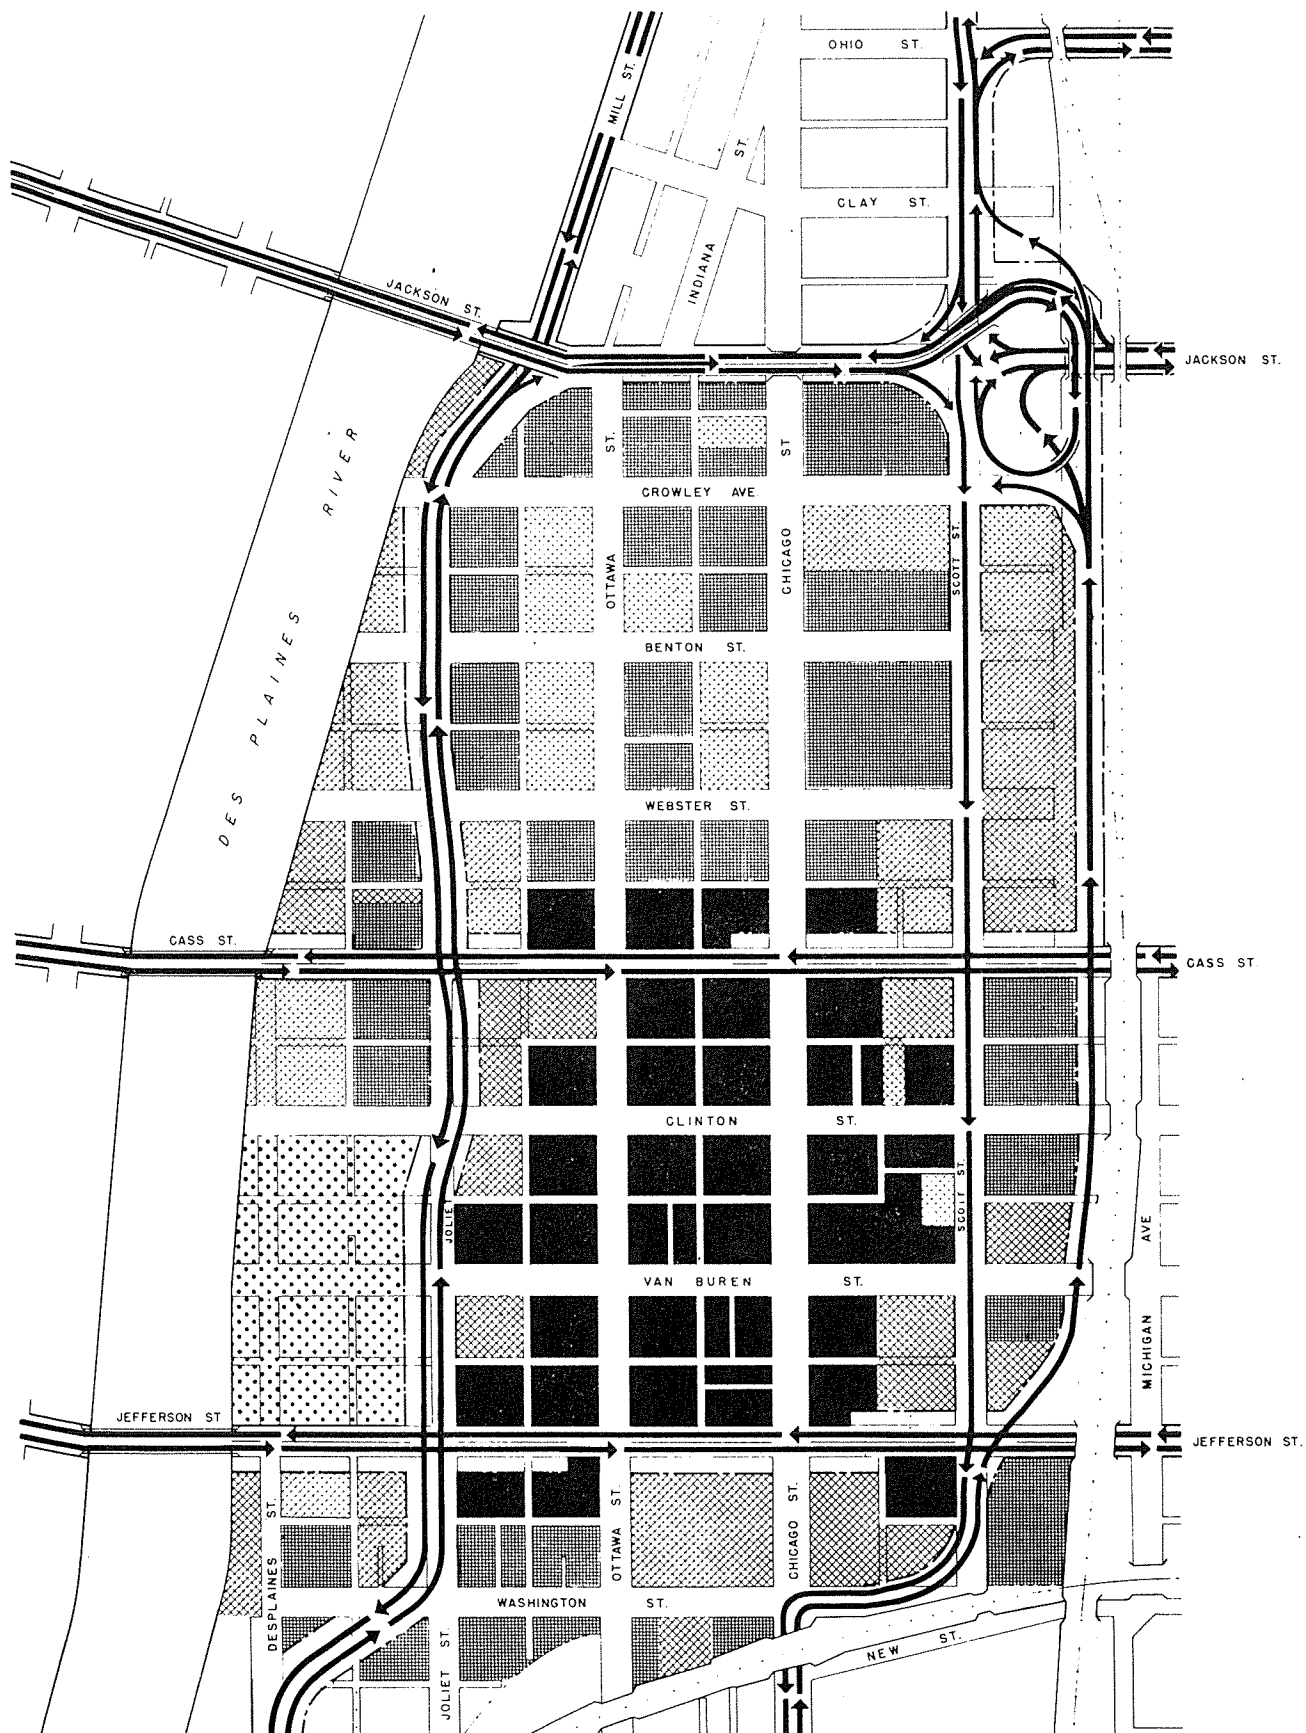 OHIO ST.
MILL ST.
ST.
CLAY ST.
INDIANA
JACKSON ST.
JACKSON ST.
DES PLAINES RIVER
ST.
ST
CROWLEY AVE.
OTTAWA
CHICAGO
SCOTT ST.
BENTON ST.
WEBSTER ST.
CASS ST.
CASS ST.
CLINTON ST.
JOLIET
SCOTT ST.
VAN BUREN ST.
MICHIGAN AVE
JEFFERSON ST
JEFFERSON ST.
DESPLAINES ST.
OTTAWA ST.
CHICAGO ST.
WASHINGTON ST.
JOLIET ST.
NEW ST.